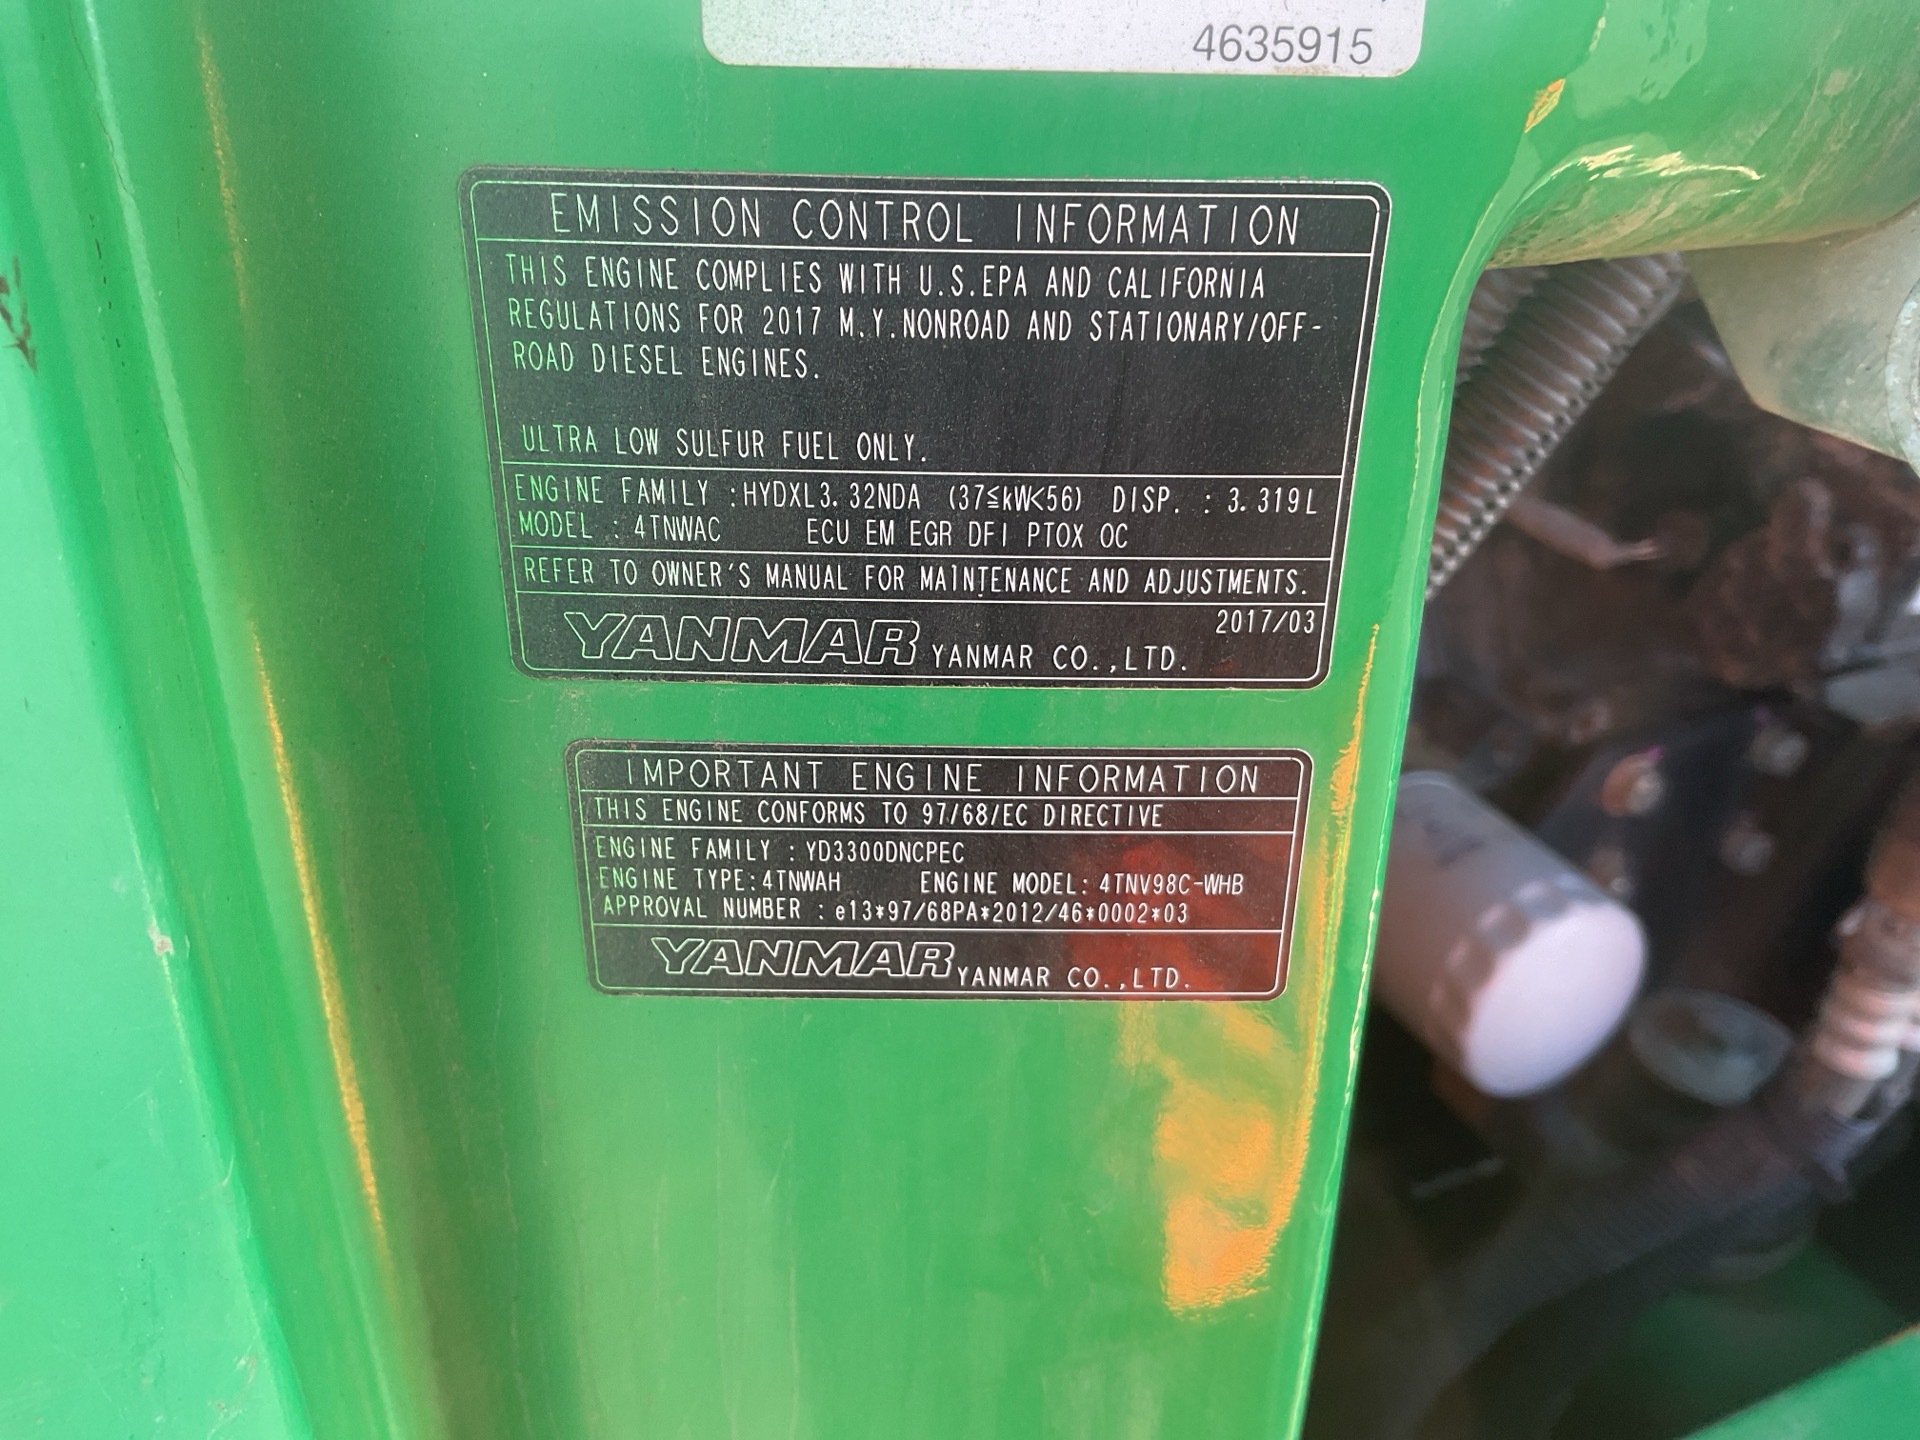 4635915
EMISSION CONTROL INFORMATION
THIS ENGINE COMPLIES WITH U.S.EPA AND CALIFORNIA
REGULATIONS FOR 2017 M.Y.NONROAD AND STATIONARY/OFF-
ROAD DIESEL ENGINES.
ULTRA LOW SULFUR FUEL ONLY.
ENGINE FAMILY :HYDXL3.32NDA (37≦kW<56) DISP. : 3.319L
MODEL : 4TNWAC ECU EM EGR DFI PTOX OC
REFER TO OWNER'S MANUAL FOR MAINTENANCE AND ADJUSTMENTS.
2017/03
YANMAR YANMAR CO.,LTD.
IMPORTANT ENGINE INFORMATION
THIS ENGINE CONFORMS TO 97/68/EC DIRECTIVE
ENGINE FAMILY : YD3300DNCPEC
ENGINE TYPE:4TNWAH ENGINE MODEL: 4TNV98C-WHB
APPROVAL NUMBER : e13*97/68PA*2012/46*0002*03
YANMAR YANMAR CO.,LTD.